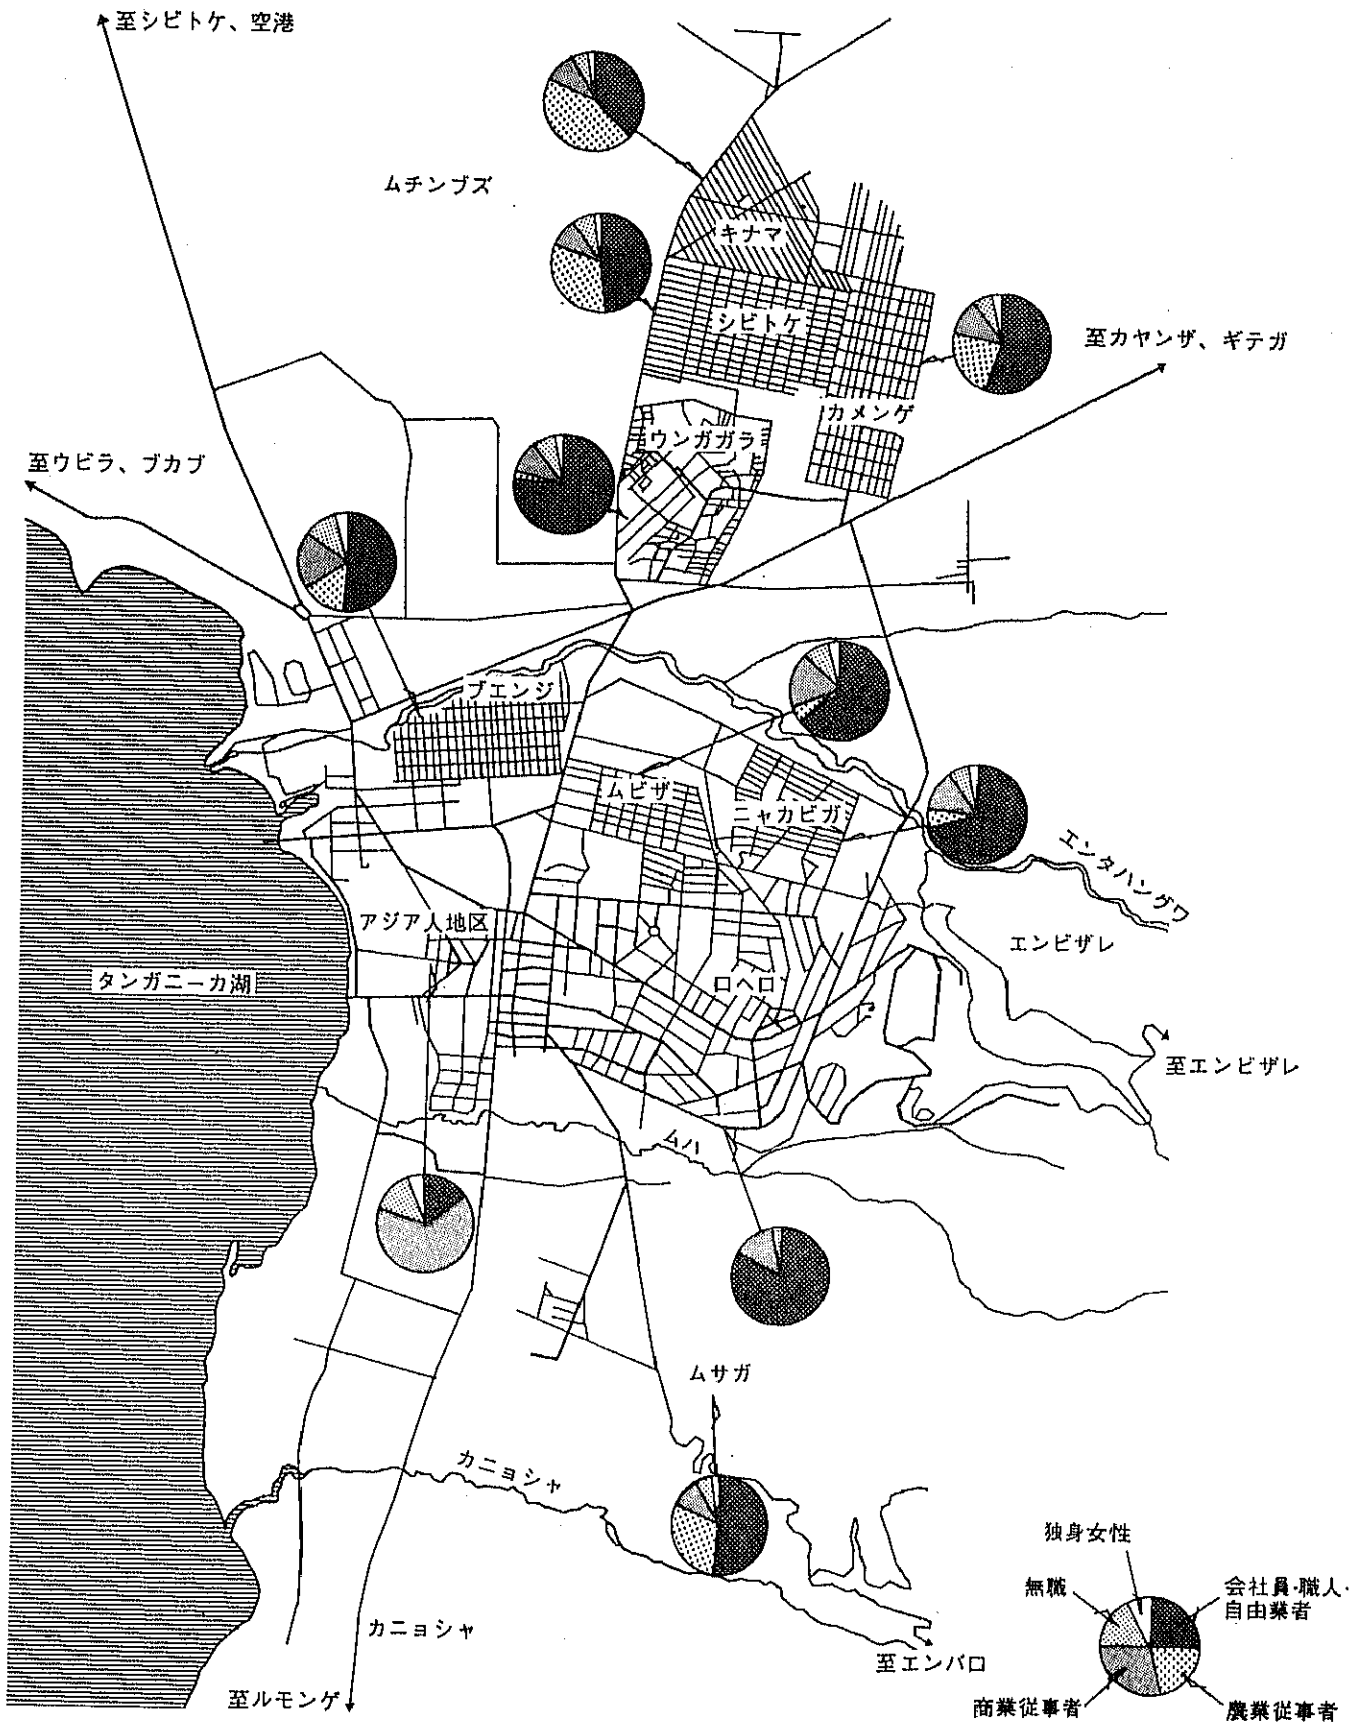 至シビトケ、空港
ムチンブズ
キナマ
シビトケ
至カヤンザ、ギテガ
カメンゲ
ウンガガラ
至ウビラ、ブカブ
ブエンジ
ムビザ
ニャカビガ
エンタハングワ
アジア人地区
エンビザレ
タンガニーカ湖
ロヘロ
至エンビザレ
ムハ
ムサガ
カニョシャ
独身女性
無職
会社員・職人・
自由業者
カニョシャ
至エンバロ
至ルモンゲ
商業従事者
農業従事者